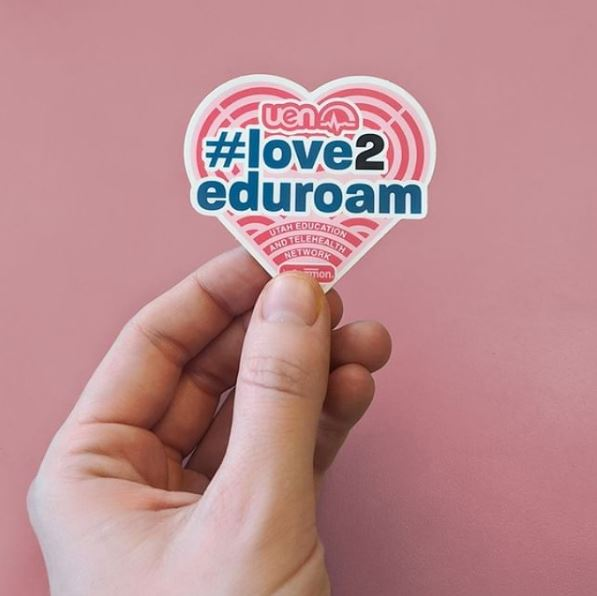 uen
#love2
eduroam
UTAH EDUCATION
AND TELEHEALTH
NETWORK